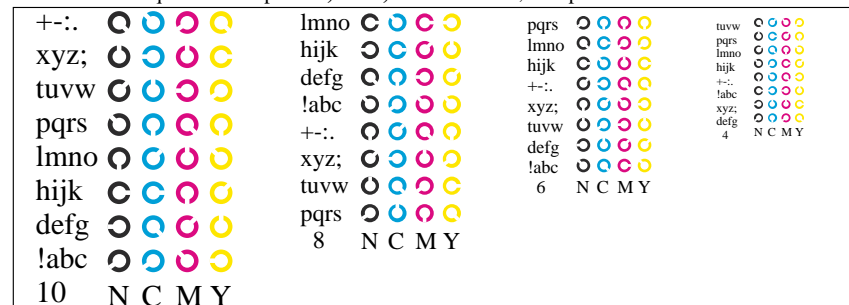 +-:.
xyz;
tuvw
pqrs
lmno
hijk
defg
!abc
10 N C M Y
lmno
hijk
defg
!abc
+-:.
xyz;
tuvw
pqrs
8 N C M Y
pqrs
lmno
hijk
+-:.
xyz;
tuvw
defg
!abc
6 N C M Y
tuvw
pqrs
lmno
hijk
+-:.
!abc
xyz;
defg
4 N C M Y